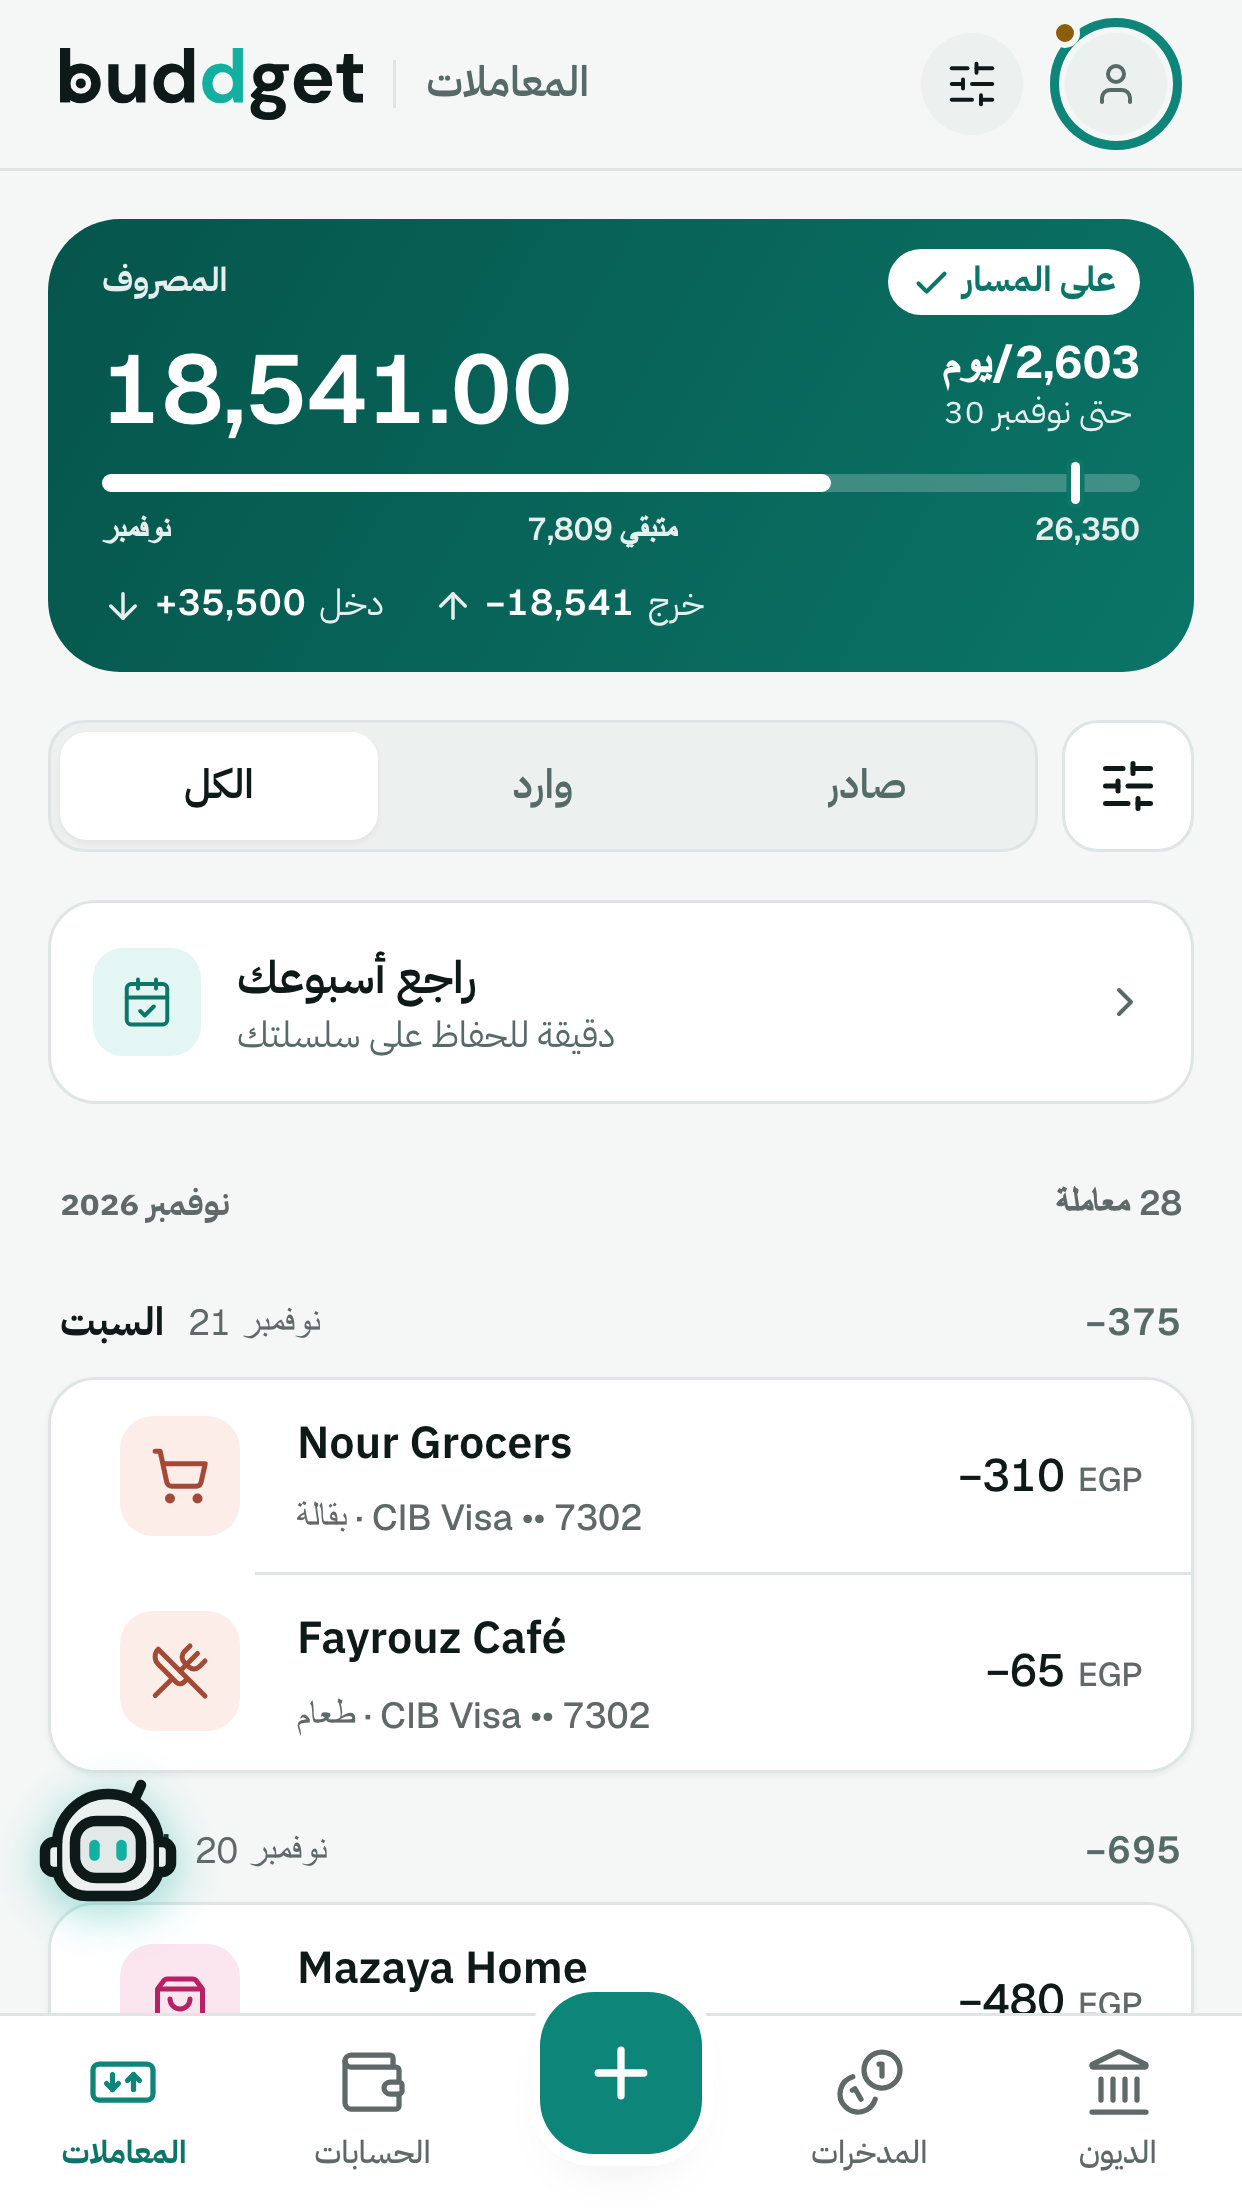 buddget
المعاملات
المصروف
على المسار
18,541.00
2,603/يوم
حتى نوفمبر 30
نوفمبر
متبقي 7,809
26,350
+35,500 دخل
−18,541 خرج
الكل
وارد
صادر
راجع أسبوعك
دقيقة للحفاظ على سلسلتك
نوفمبر 2026
28 معاملة
السبت
نوفمبر 21
−375
Nour Grocers
−310 EGP
بقالة · CIB Visa •• 7302
Fayrouz Café
−65 EGP
طعام · CIB Visa •• 7302
نوفمبر 20
−695
Mazaya Home
−480 EGP
المعاملات
الحسابات
المدخرات
الديون